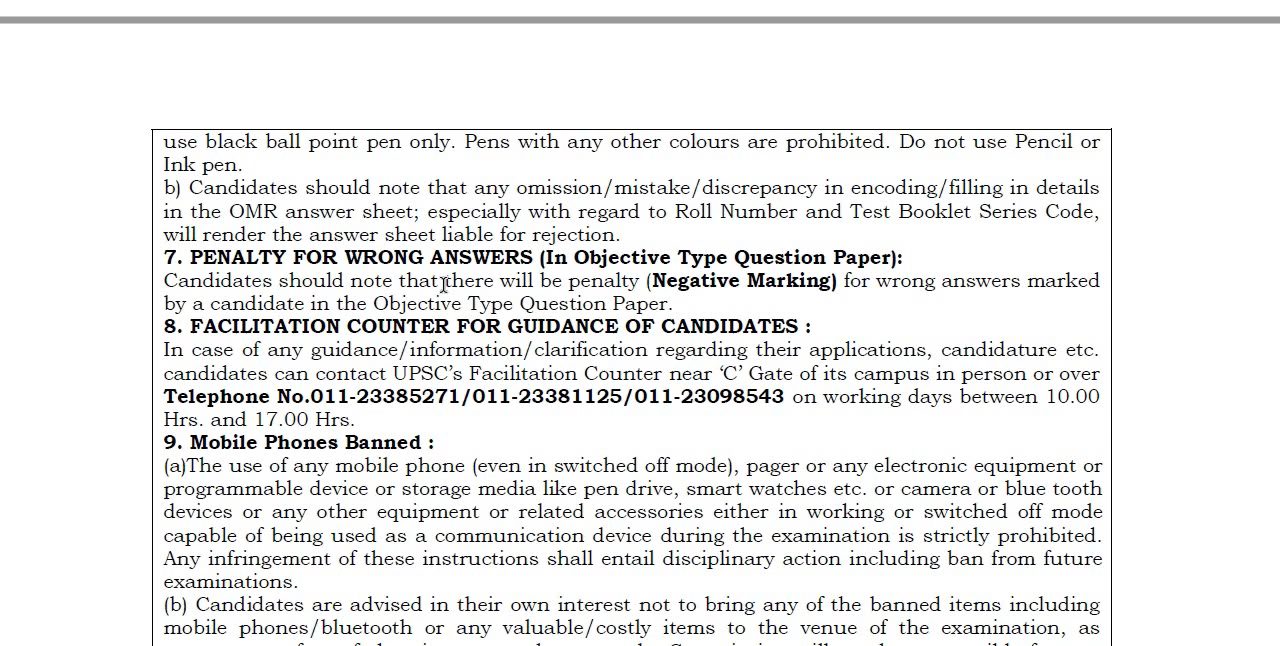 use black ball point pen only. Pens with any other colours are prohibited. Do not use Pencil or
Ink pen.
b) Candidates should note that any omission/mistake/discrepancy in encoding/filling in details
in the OMR answer sheet; especially with regard to Roll Number and Test Booklet Series Code,
will render the answer sheet liable for rejection.
7. PENALTY FOR WRONG ANSWERS (In Objective Type Question Paper):
Candidates should note that there will be penalty (Negative Marking) for wrong answers marked
by a candidate in the Objective Type Question Paper.
8. FACILITATION COUNTER FOR GUIDANCE OF CANDIDATES :
In case of any guidance/information/clarification regarding their applications, candidature etc.
candidates can contact UPSC’s Facilitation Counter near ‘C’ Gate of its campus in person or over
Telephone No.011-23385271/011-23381125/011-23098543 on working days between 10.00
Hrs. and 17.00 Hrs.
9. Mobile Phones Banned :
(a)The use of any mobile phone (even in switched off mode), pager or any electronic equipment or
programmable device or storage media like pen drive, smart watches etc. or camera or blue tooth
devices or any other equipment or related accessories either in working or switched off mode
capable of being used as a communication device during the examination is strictly prohibited.
Any infringement of these instructions shall entail disciplinary action including ban from future
examinations.
(b) Candidates are advised in their own interest not to bring any of the banned items including
mobile phones/bluetooth or any valuable/costly items to the venue of the examination, as